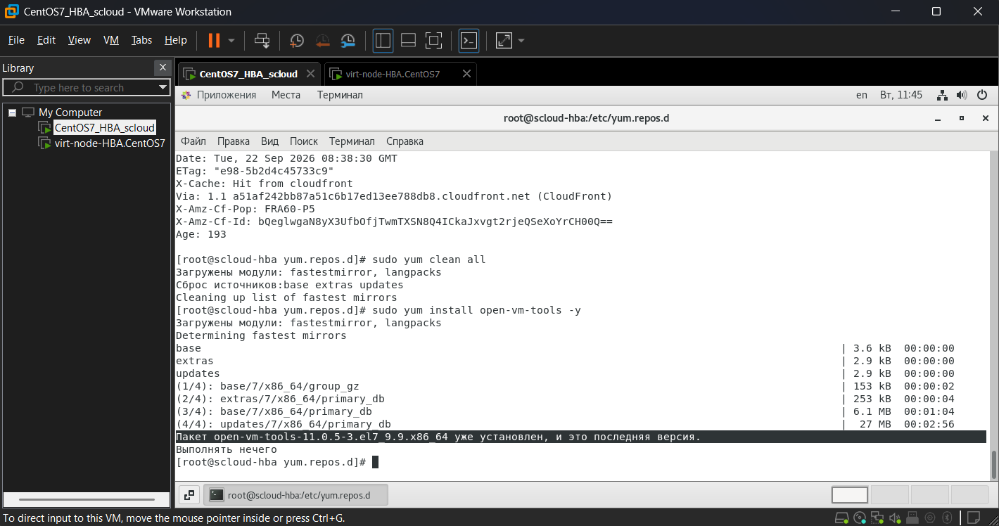 CentOS7_HBA_scloud - VMware Workstation
File Edit View VM Tabs Help
Library
Type here to search
My Computer
CentOS7_HBA_scloud
virt-node-HBA.CentOS7
CentOS7_HBA_scloud
virt-node-HBA.CentOS7
Приложения Места Терминал en Вт, 11:45
root@scloud-hba:/etc/yum.repos.d
Файл Правка Вид Поиск Терминал Справка
Date: Tue, 22 Sep 2026 08:38:30 GMT
ETag: "e98-5b2d4c45733c9"
X-Cache: Hit from cloudfront
Via: 1.1 a51af242bb87a51c6b17ed13ee788db8.cloudfront.net (CloudFront)
X-Amz-Cf-Pop: FRA60-P5
X-Amz-Cf-Id: bQeglwgaN8yX3UfbOfjTwmTXSN8Q4ICkaJxvgt2rjeQSeXoYrCH00Q==
Age: 193
[root@scloud-hba yum.repos.d]# sudo yum clean all
Загружены модули: fastestmirror, langpacks
Сброс источников:base extras updates
Cleaning up list of fastest mirrors
[root@scloud-hba yum.repos.d]# sudo yum install open-vm-tools -y
Загружены модули: fastestmirror, langpacks
Determining fastest mirrors
base | 3.6 kB 00:00:00
extras | 2.9 kB 00:00:00
updates | 2.9 kB 00:00:00
(1/4): base/7/x86_64/group_gz | 153 kB 00:00:02
(2/4): extras/7/x86_64/primary_db | 253 kB 00:00:04
(3/4): base/7/x86_64/primary_db | 6.1 MB 00:01:04
(4/4): updates/7/x86_64/primary_db | 27 MB 00:02:56
Пакет open-vm-tools-11.0.5-3.el7_9.9.x86_64 уже установлен, и это последняя версия.
Выполнять нечего
[root@scloud-hba yum.repos.d]#
root@scloud-hba:/etc/yum.repos.d
To direct input to this VM, move the mouse pointer inside or press Ctrl+G.